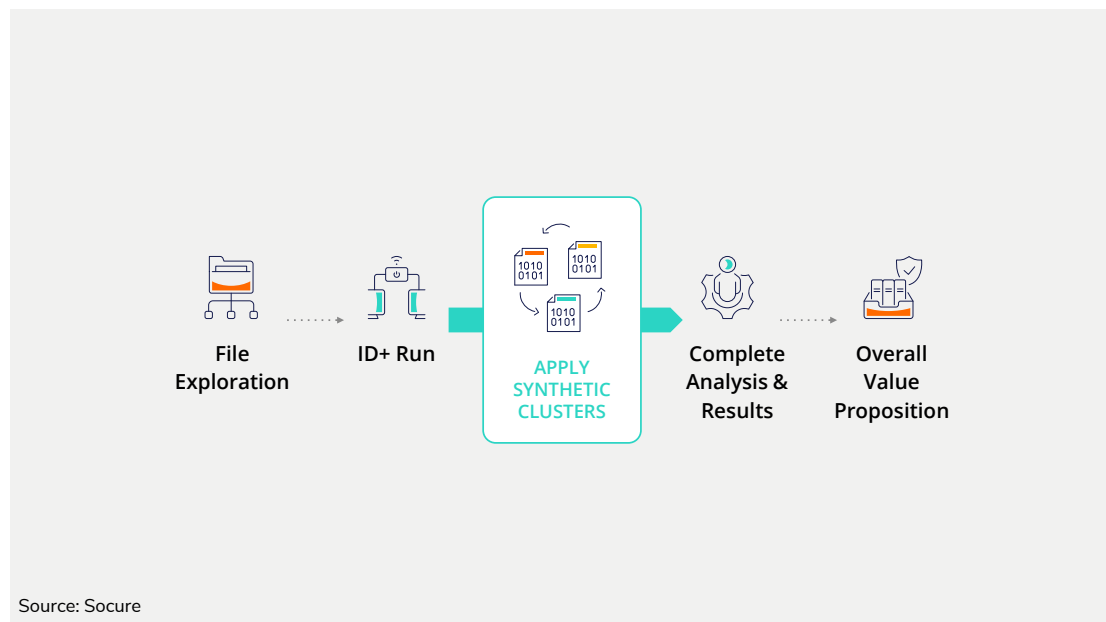 File
Exploration
ID+ Run
1010
0101
1010
0101
1010
0101
APPLY
SYNTHETIC
CLUSTERS
Complete
Analysis &
Results
Overall
Value
Proposition
Source: Socure